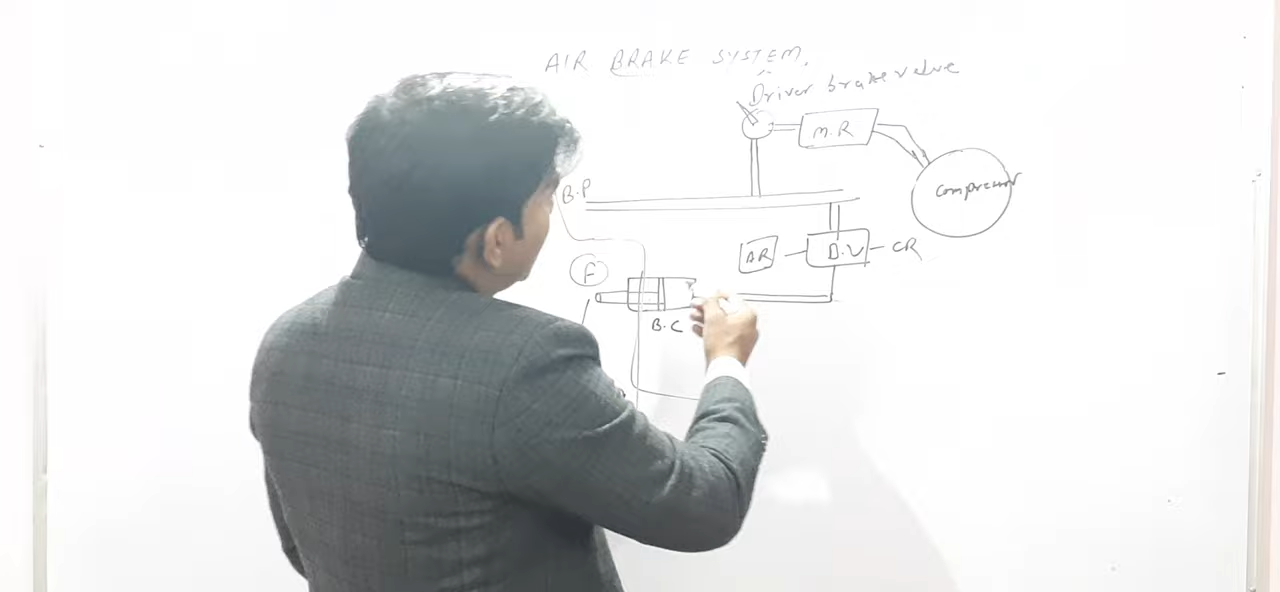 AIR BRAKE SYSTEM.
Driver brake valve
M.R
compressor
B.P
AR
D.V
CR
F
B.C